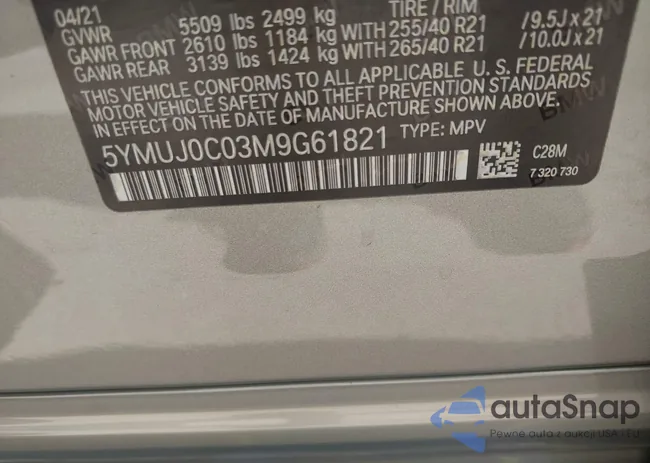 04/21 TIRE / RIM
GVWR 5509 lbs 2499 kg
GAWR FRONT 2610 lbs 1184 kg WITH 255/40 R21 /9.5J x 21
GAWR REAR 3139 lbs 1424 kg WITH 265/40 R21 /10.0J x 21
THIS VEHICLE CONFORMS TO ALL APPLICABLE U. S. FEDERAL
MOTOR VEHICLE SAFETY AND THEFT PREVENTION STANDARDS
IN EFFECT ON THE DATE OF MANUFACTURE SHOWN ABOVE.
5YMUJ0C03M9G61821 TYPE: MPV
C28M
7 320 730
autaSnap
Pewne auta z aukcji USA